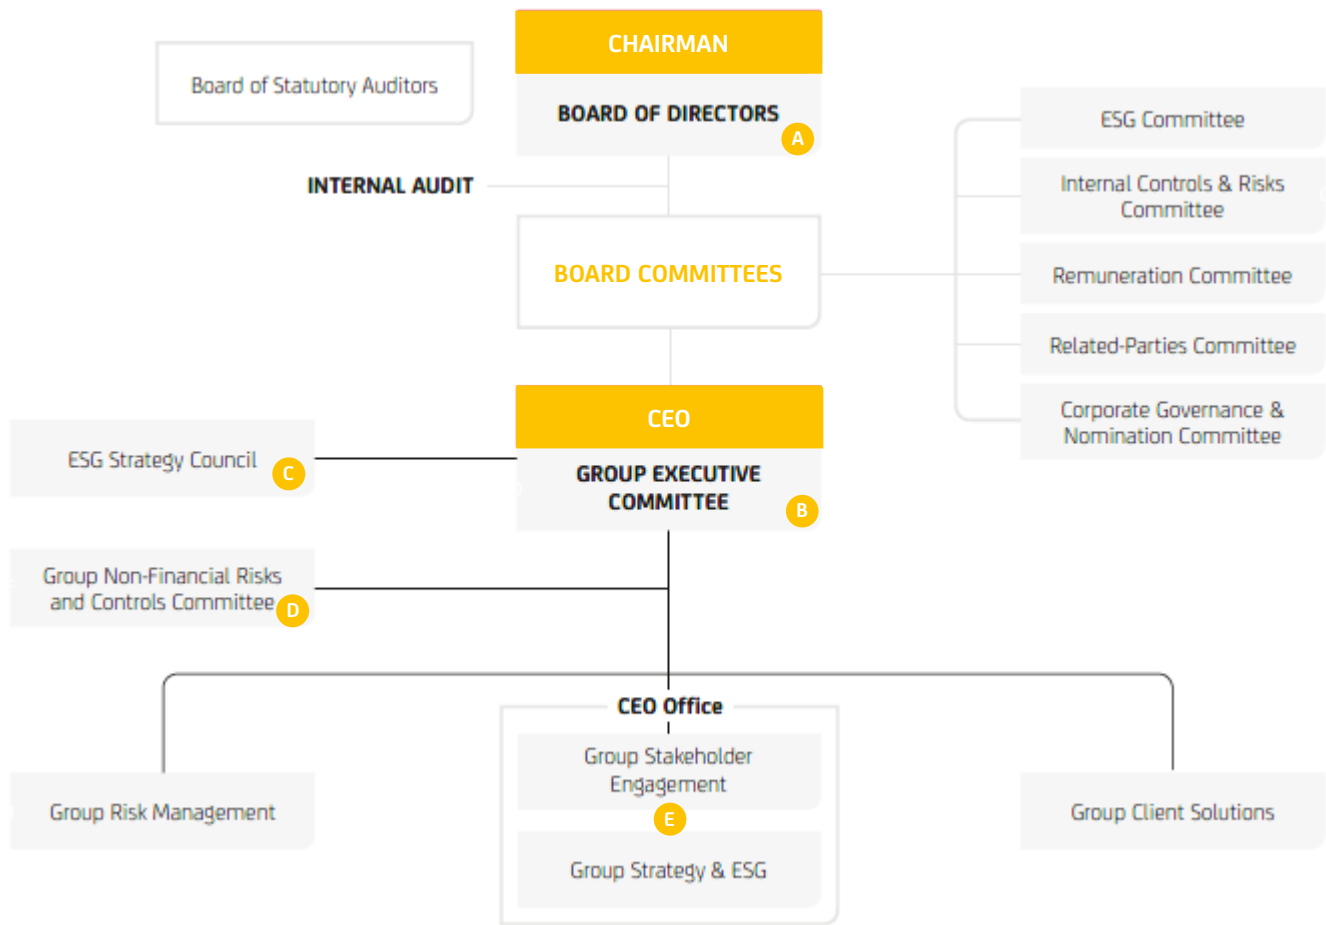 CHAIRMAN
Board of Statutory Auditors
BOARD OF DIRECTORS
A
INTERNAL AUDIT
BOARD COMMITTEES
ESG Committee
Internal Controls & Risks
Committee
Remuneration Committee
Related-Parties Committee
Corporate Governance &
Nomination Committee
CEO
GROUP EXECUTIVE
COMMITTEE
B
ESG Strategy Council
C
Group Non-Financial Risks
and Controls Committee
D
CEO Office
Group Stakeholder
Engagement
E
Group Strategy & ESG
Group Risk Management
Group Client Solutions